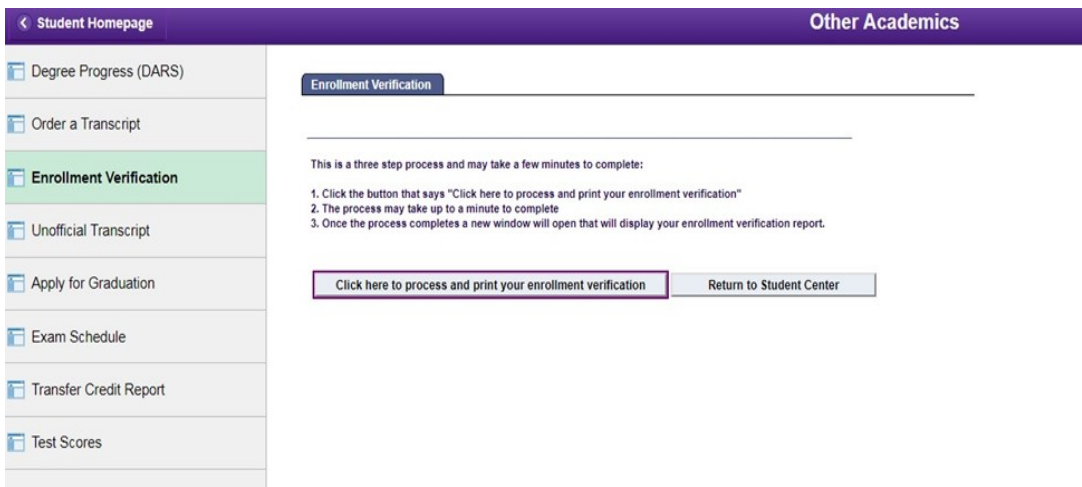 Student Homepage
Other Academics
Degree Progress (DARS)
Order a Transcript
Enrollment Verification
Unofficial Transcript
Apply for Graduation
Exam Schedule
Transfer Credit Report
Test Scores
Enrollment Verification
This is a three step process and may take a few minutes to complete:
1. Click the button that says "Click here to process and print your enrollment verification"
2. The process may take up to a minute to complete
3. Once the process completes a new window will open that will display your enrollment verification report.
Click here to process and print your enrollment verification
Return to Student Center